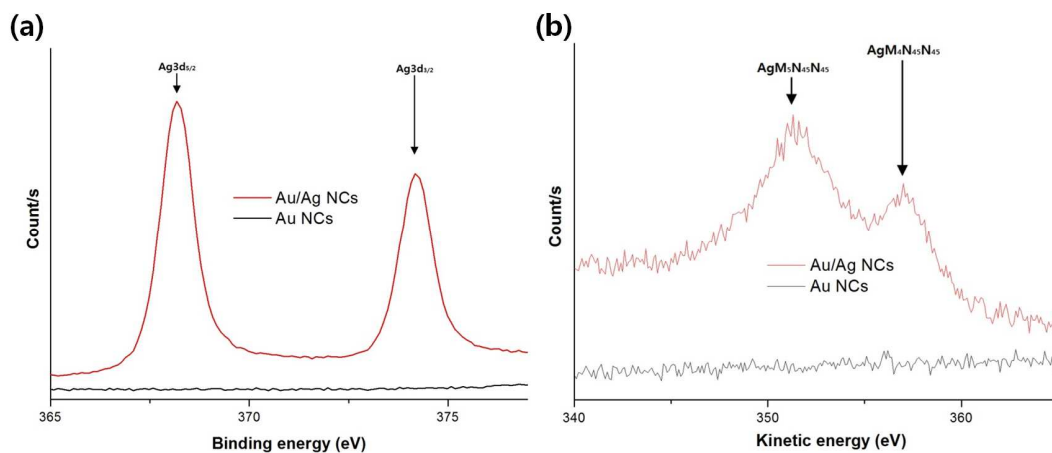 (a)
Ag3d₅/₂
Ag3d₃/₂
Au/Ag NCs
Au NCs
Count/s
365
370
375
Binding energy (eV)
(b)
AgM₅N₄₅N₄₅
AgM₄N₄₅N₄₅
Au/Ag NCs
Au NCs
Count/s
340
350
360
Kinetic energy (eV)